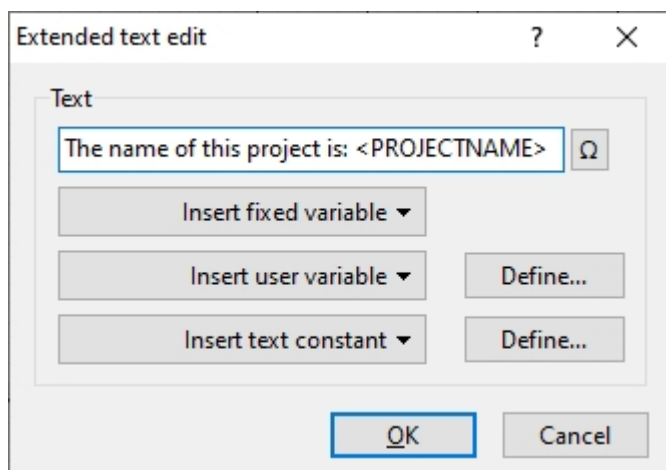 Extended text edit ?
Text
The name of this project is: <PROJECTNAME> Ω
Insert fixed variable
Insert user variable Define...
Insert text constant Define...
OK Cancel